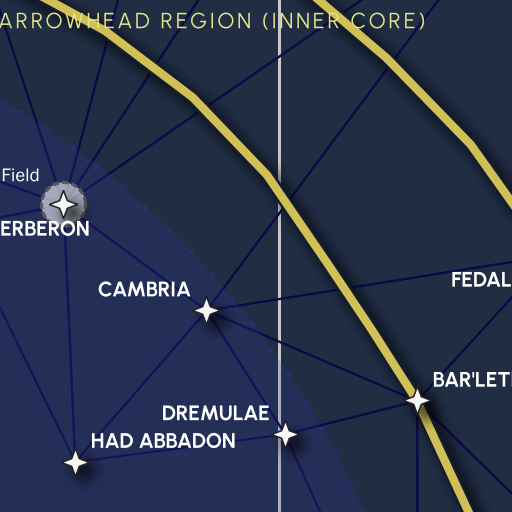 ARROWHEAD REGION (INNER CORE)
Field
ERBERON
CAMBRIA
FEDAL
BAR'LET
DREMULAE
HAD ABBADON